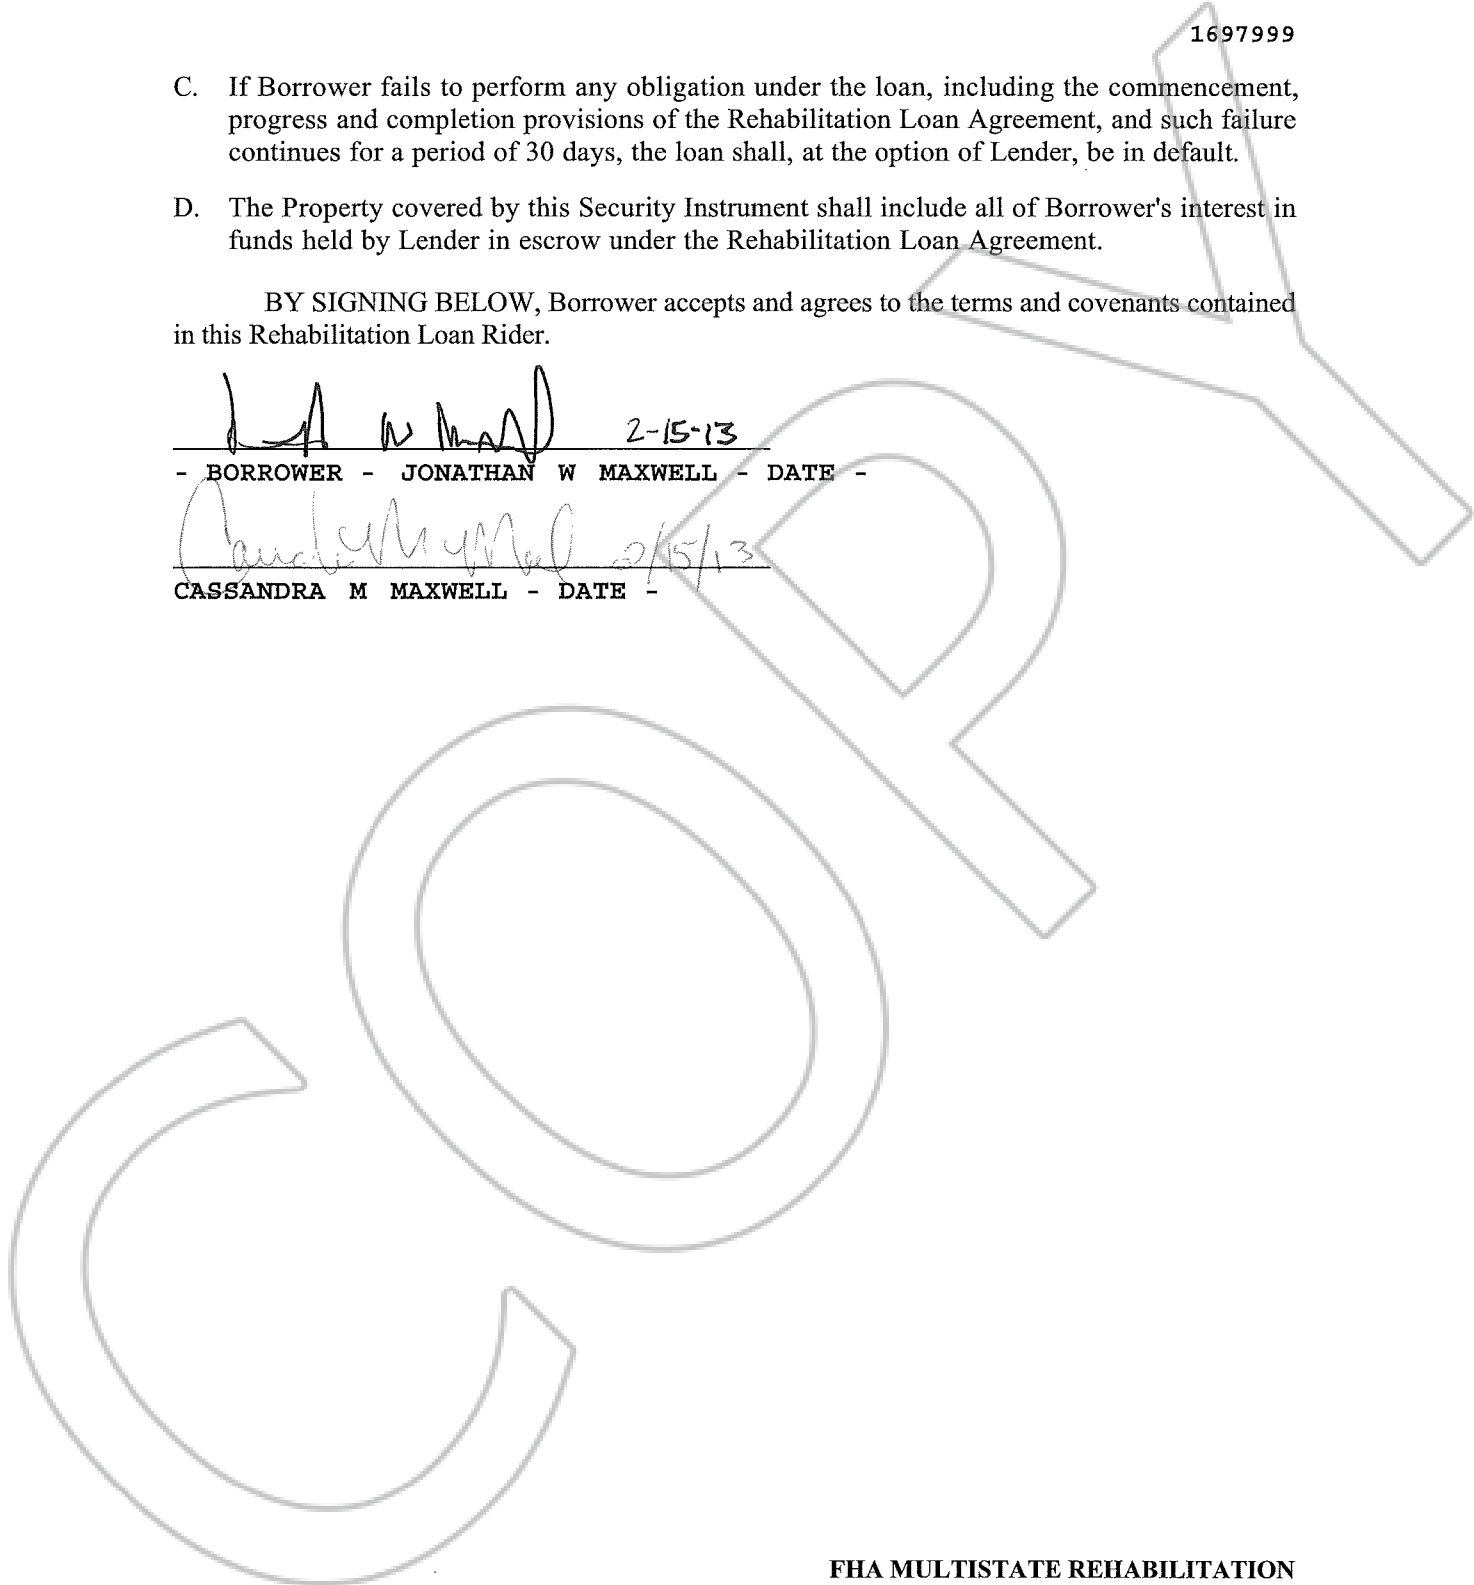 1697999
C. If Borrower fails to perform any obligation under the loan, including the commencement,
progress and completion provisions of the Rehabilitation Loan Agreement, and such failure
continues for a period of 30 days, the loan shall, at the option of Lender, be in default.
D. The Property covered by this Security Instrument shall include all of Borrower's interest in
funds held by Lender in escrow under the Rehabilitation Loan Agreement.
BY SIGNING BELOW, Borrower accepts and agrees to the terms and covenants contained
in this Rehabilitation Loan Rider.
2-15-13
- BORROWER - JONATHAN W MAXWELL - DATE -
2/15/13
CASSANDRA M MAXWELL - DATE -
COPY
FHA MULTISTATE REHABILITATION